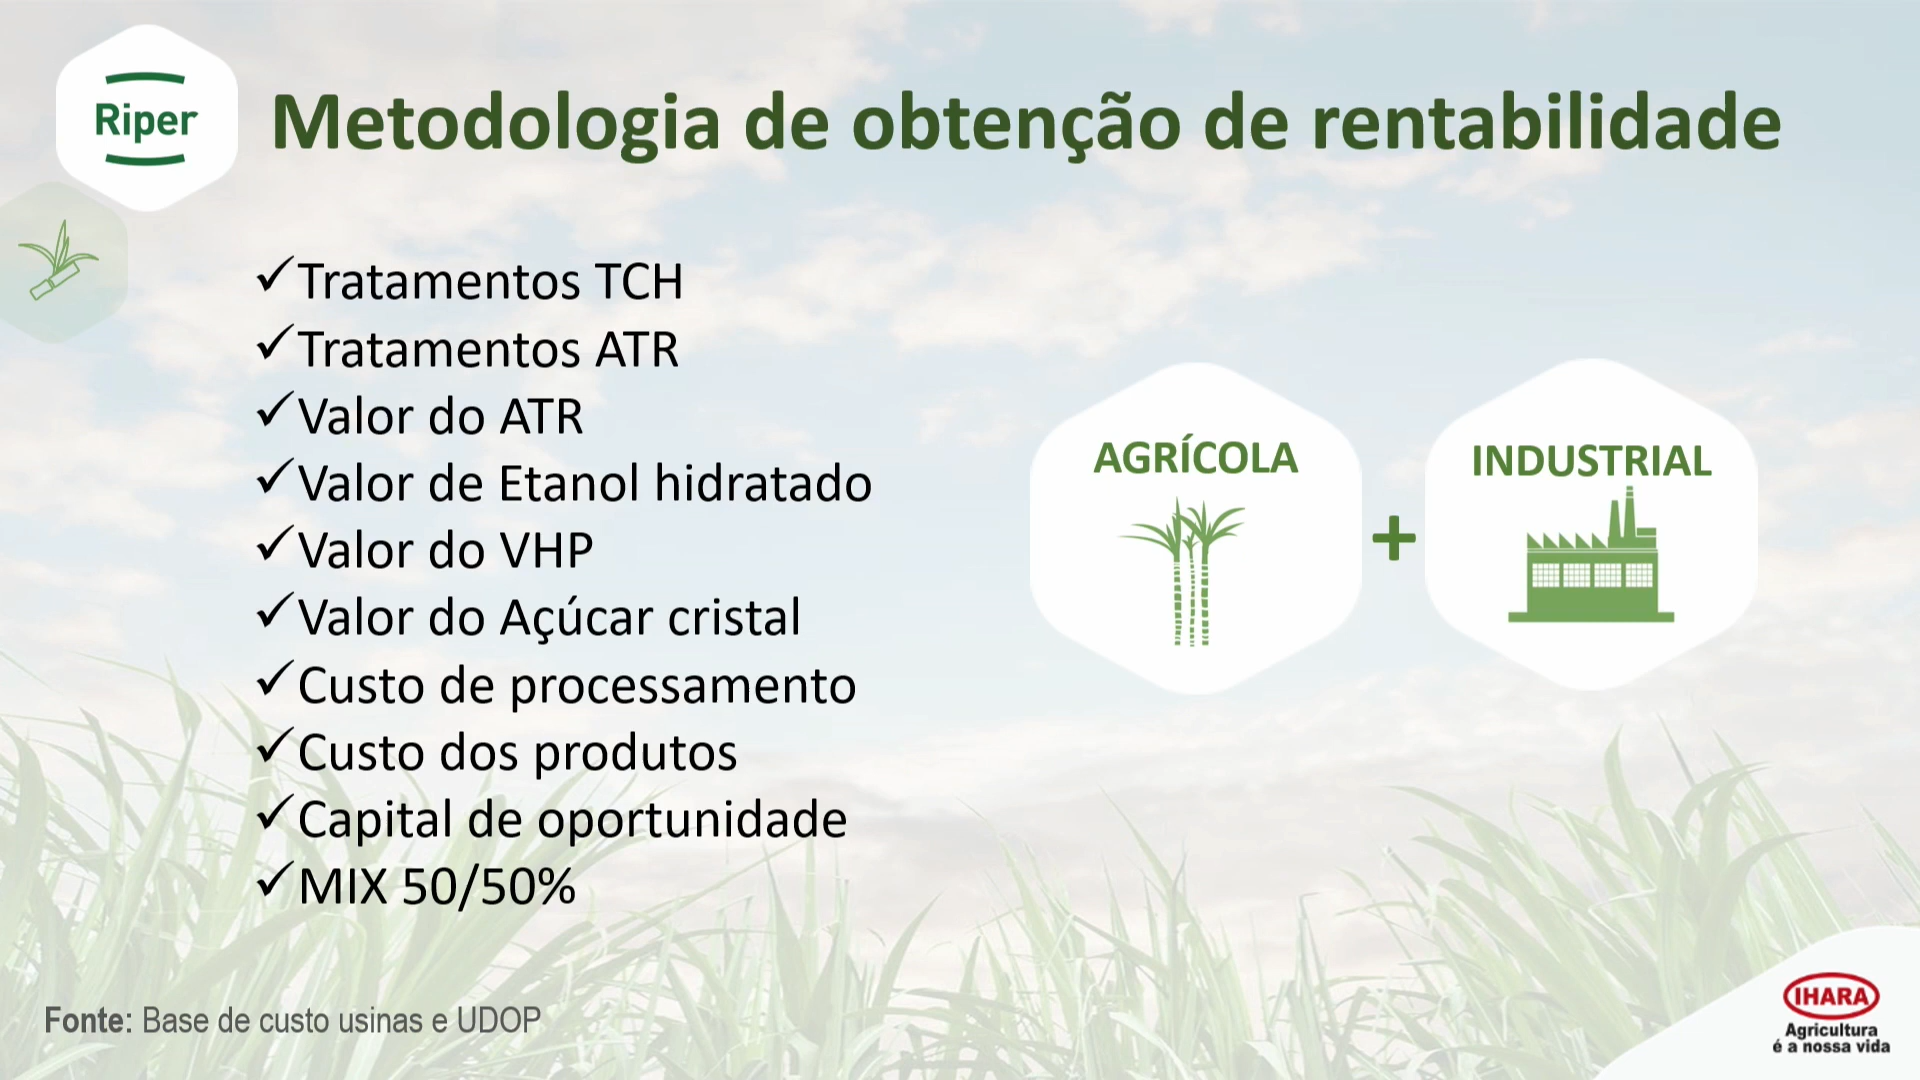 Riper
Metodologia de obtenção de rentabilidade
✓Tratamentos TCH
✓Tratamentos ATR
✓Valor do ATR
✓Valor de Etanol hidratado
✓Valor do VHP
✓Valor do Açúcar cristal
✓Custo de processamento
✓Custo dos produtos
✓Capital de oportunidade
✓MIX 50/50%
AGRÍCOLA
+
INDUSTRIAL
Fonte: Base de custo usinas e UDOP
IHARA
Agricultura
é a nossa vida